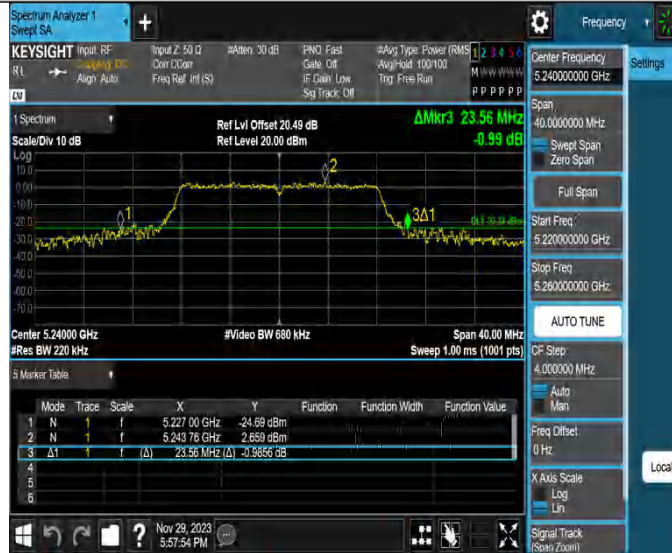 Spectrum Analyzer 1
Swept SA
+
Frequency
KEYSIGHT
Input: RF
Input Z: 50 Ω
#Atten: 30 dB
PNO: Fast
#Avg Type: Power (RMS
1 2 3 4 5 6
RL
Coupling: DC
Corr CCorr
Gate: Off
Avg|Hold: 100/100
M W W W W W
Align: Auto
Freq Ref: Int (S)
IF Gain: Low
Trig: Free Run
Sig Track: Off
P P P P P P
1 Spectrum
Ref Lvl Offset 20.49 dB
ΔMkr3 23.56 MHz
Scale/Div 10 dB
Ref Level 20.00 dBm
-0.99 dB
Log
10.0
0.00
-10.0
-20.0
-30.0
-40.0
-50.0
-60.0
-70.0
1
2
3Δ1
Center 5.24000 GHz
#Video BW 680 kHz
Span 40.00 MHz
#Res BW 220 kHz
Sweep 1.00 ms (1001 pts)
5 Marker Table
Mode Trace Scale X Y Function Function Width Function Value
1 N 1 f 5.227 00 GHz -24.69 dBm
2 N 1 f 5.243 76 GHz 2.659 dBm
3 Δ1 1 f (Δ) 23.56 MHz (Δ) -0.9856 dB
4
5
6
?
Nov 29, 2023
5:57:54 PM
Center Frequency
5.240000000 GHz
Settings
Span
40.0000000 MHz
Swept Span
Zero Span
Full Span
Start Freq
5.220000000 GHz
Stop Freq
5.260000000 GHz
AUTO TUNE
CF Step
4.000000 MHz
Auto
Man
Freq Offset
0 Hz
Local
X Axis Scale
Log
Lin
Signal Track
(Span Zoom)